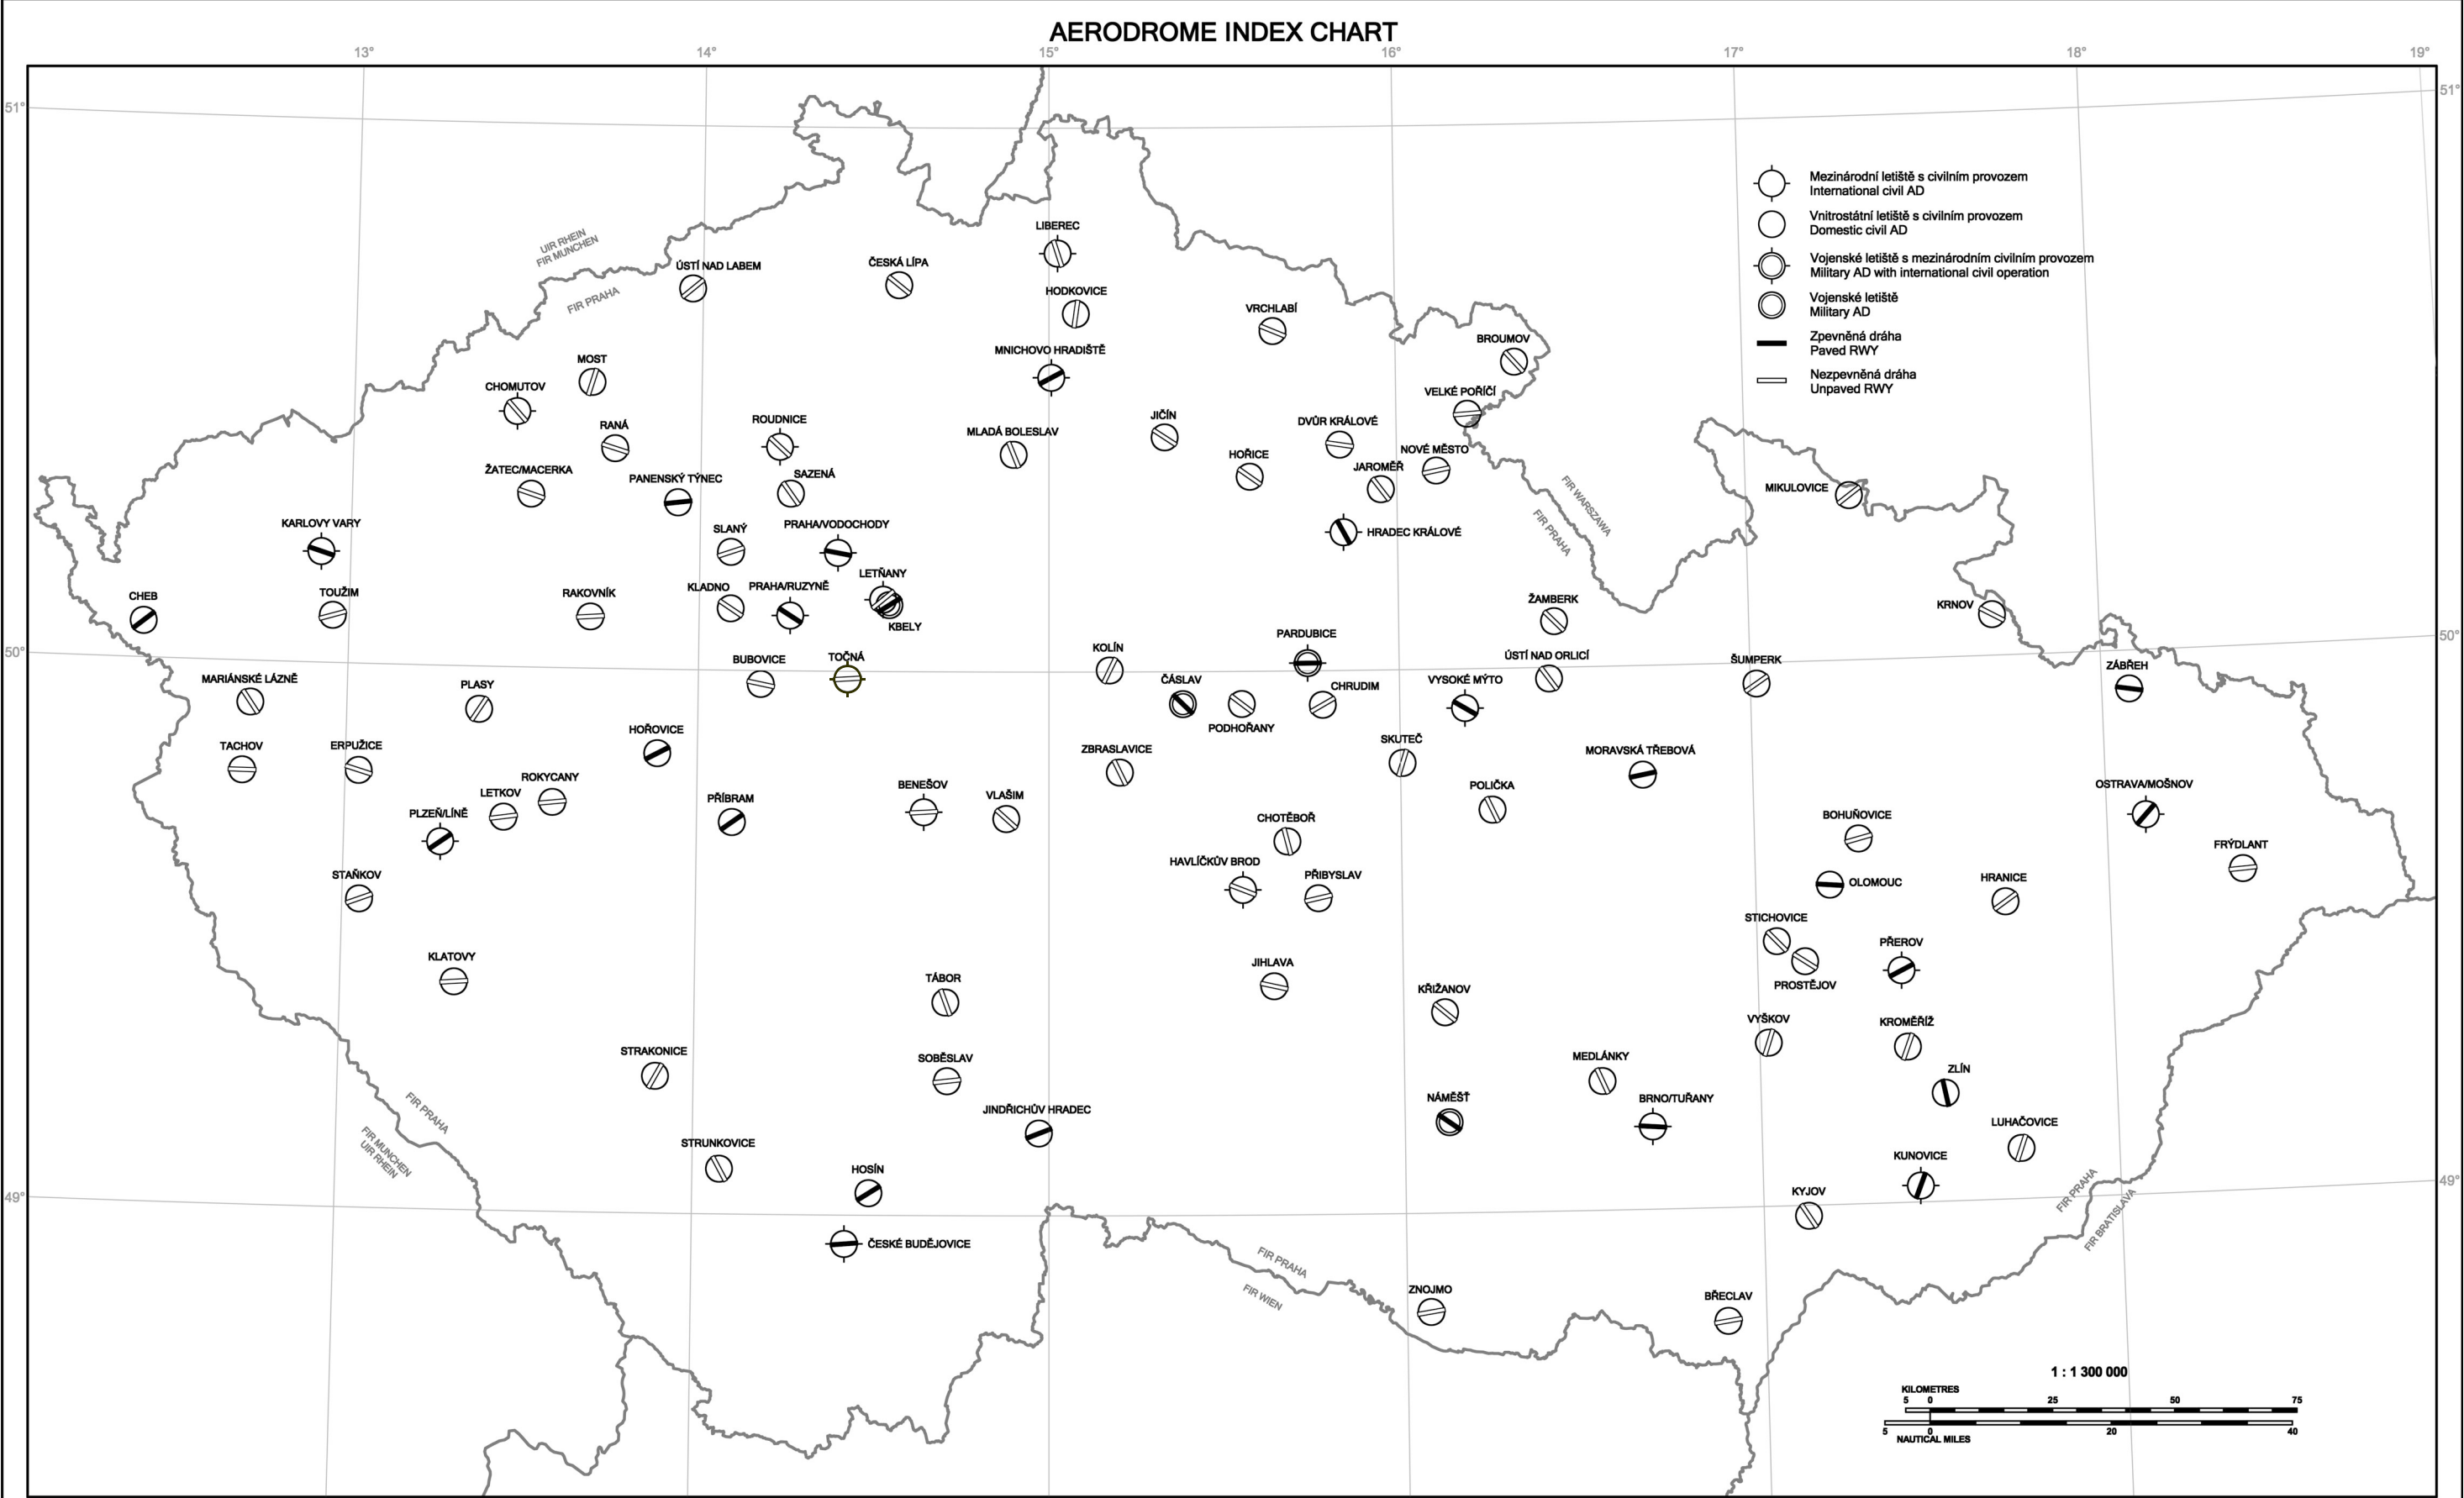 AERODROME INDEX CHART
13° 14° 15° 16° 17° 18° 19°
51° 51°
Mezinárodní letiště s civilním provozem
International civil AD
Vnitrostátní letiště s civilním provozem
Domestic civil AD
Vojenské letiště s mezinárodním civilním provozem
Military AD with international civil operation
Vojenské letiště
Military AD
Zpevněná dráha
Paved RWY
Nezpevněná dráha
Unpaved RWY
LIBEREC
UIR RHEIN
FIR MUNCHEN
FIR PRAHA
ÚSTÍ NAD LABEM
ČESKÁ LÍPA
HODKOVICE
VRCHLABÍ
BROUMOV
MNICHOVO HRADIŠTĚ
MOST
CHOMUTOV
VELKÉ POŘÍČÍ
JIČÍN
ROUDNICE
DVŮR KRÁLOVÉ
RANÁ
MLADÁ BOLESLAV
NOVÉ MĚSTO
HOŘICE
JAROMĚŘ
ŽATEC/MACERKA
PANENSKÝ TÝNEC
SAZENÁ
MIKULOVICE
FIR WARSZAWA
FIR PRAHA
KARLOVY VARY
SLANÝ
PRAHA/VODOCHODY
HRADEC KRÁLOVÉ
LETŇANY
CHEB
TOUŽIM
RAKOVNÍK
KLADNO
PRAHA/RUZYNĚ
KBELY
ŽAMBERK
KRNOV
50° 50°
PARDUBICE
KOLÍN
BUBOVICE
TOČNÁ
ÚSTÍ NAD ORLICÍ
ŠUMPERK
ZÁBŘEH
MARIÁNSKÉ LÁZNĚ
PLASY
ČÁSLAV
CHRUDIM
VYSOKÉ MÝTO
PODHOŘANY
HOŘOVICE
TACHOV
ERPUŽICE
ZBRASLAVICE
SKUTEČ
MORAVSKÁ TŘEBOVÁ
ROKYCANY
LETKOV
PŘÍBRAM
BENEŠOV
VLAŠIM
POLIČKA
OSTRAVA/MOŠNOV
PLZEŇ/LÍNĚ
CHOTĚBOŘ
BOHUŇOVICE
FRÝDLANT
HAVLÍČKŮV BROD
PŘIBYSLAV
STAŇKOV
OLOMOUC
HRANICE
STICHOVICE
PŘEROV
KLATOVY
TÁBOR
JIHLAVA
PROSTĚJOV
KŘIŽANOV
VYŠKOV
KROMĚŘÍŽ
STRAKONICE
SOBĚSLAV
MEDLÁNKY
ZLÍN
NÁMĚŠŤ
BRNO/TUŘANY
FIR PRAHA
FIR MUNCHEN
UIR RHEIN
JINDŘICHŮV HRADEC
LUHAČOVICE
STRUNKOVICE
HOSÍN
KUNOVICE
49° 49°
KYJOV
FIR PRAHA
FIR BRATISLAVA
ČESKÉ BUDĚJOVICE
FIR PRAHA
FIR WIEN
ZNOJMO
BŘECLAV
1 : 1 300 000
KILOMETRES
5 0 25 50 75
5 0 20 40
NAUTICAL MILES